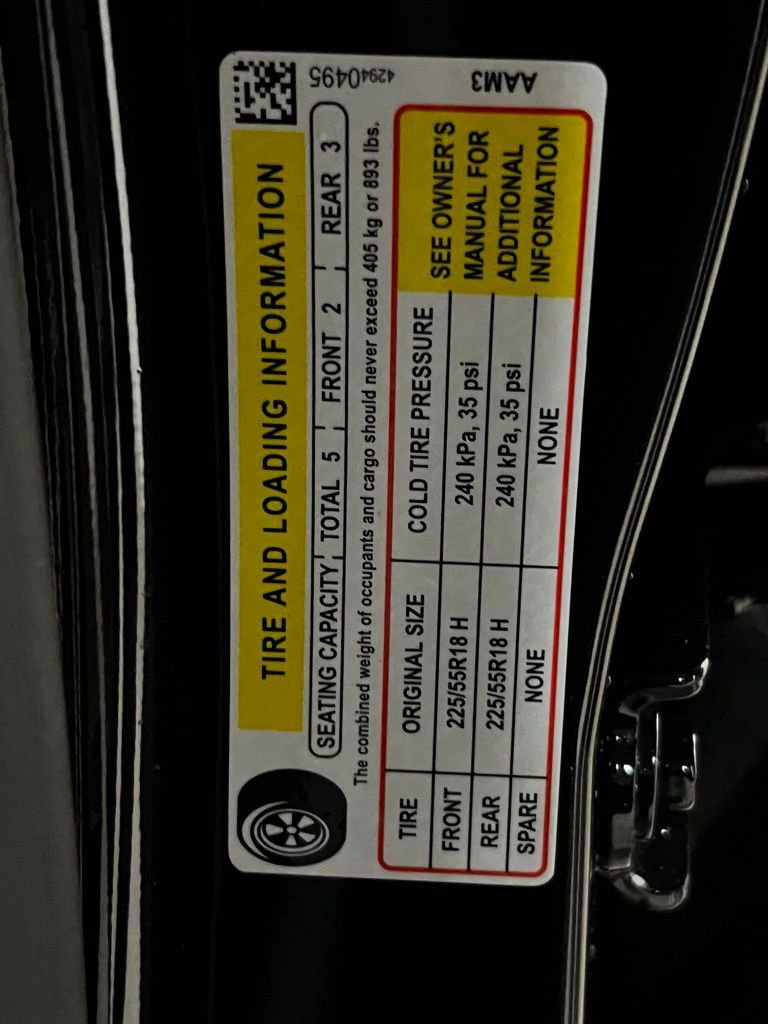 TIRE AND LOADING INFORMATION
SEATING CAPACITY TOTAL 5 FRONT 2 REAR 3
The combined weight of occupants and cargo should never exceed 405 kg or 893 lbs.
TIRE ORIGINAL SIZE COLD TIRE PRESSURE
FRONT 225/55R18 H 240 kPa, 35 psi
REAR 225/55R18 H 240 kPa, 35 psi
SPARE NONE NONE
SEE OWNER'S
MANUAL FOR
ADDITIONAL
INFORMATION
42940495
AAM3